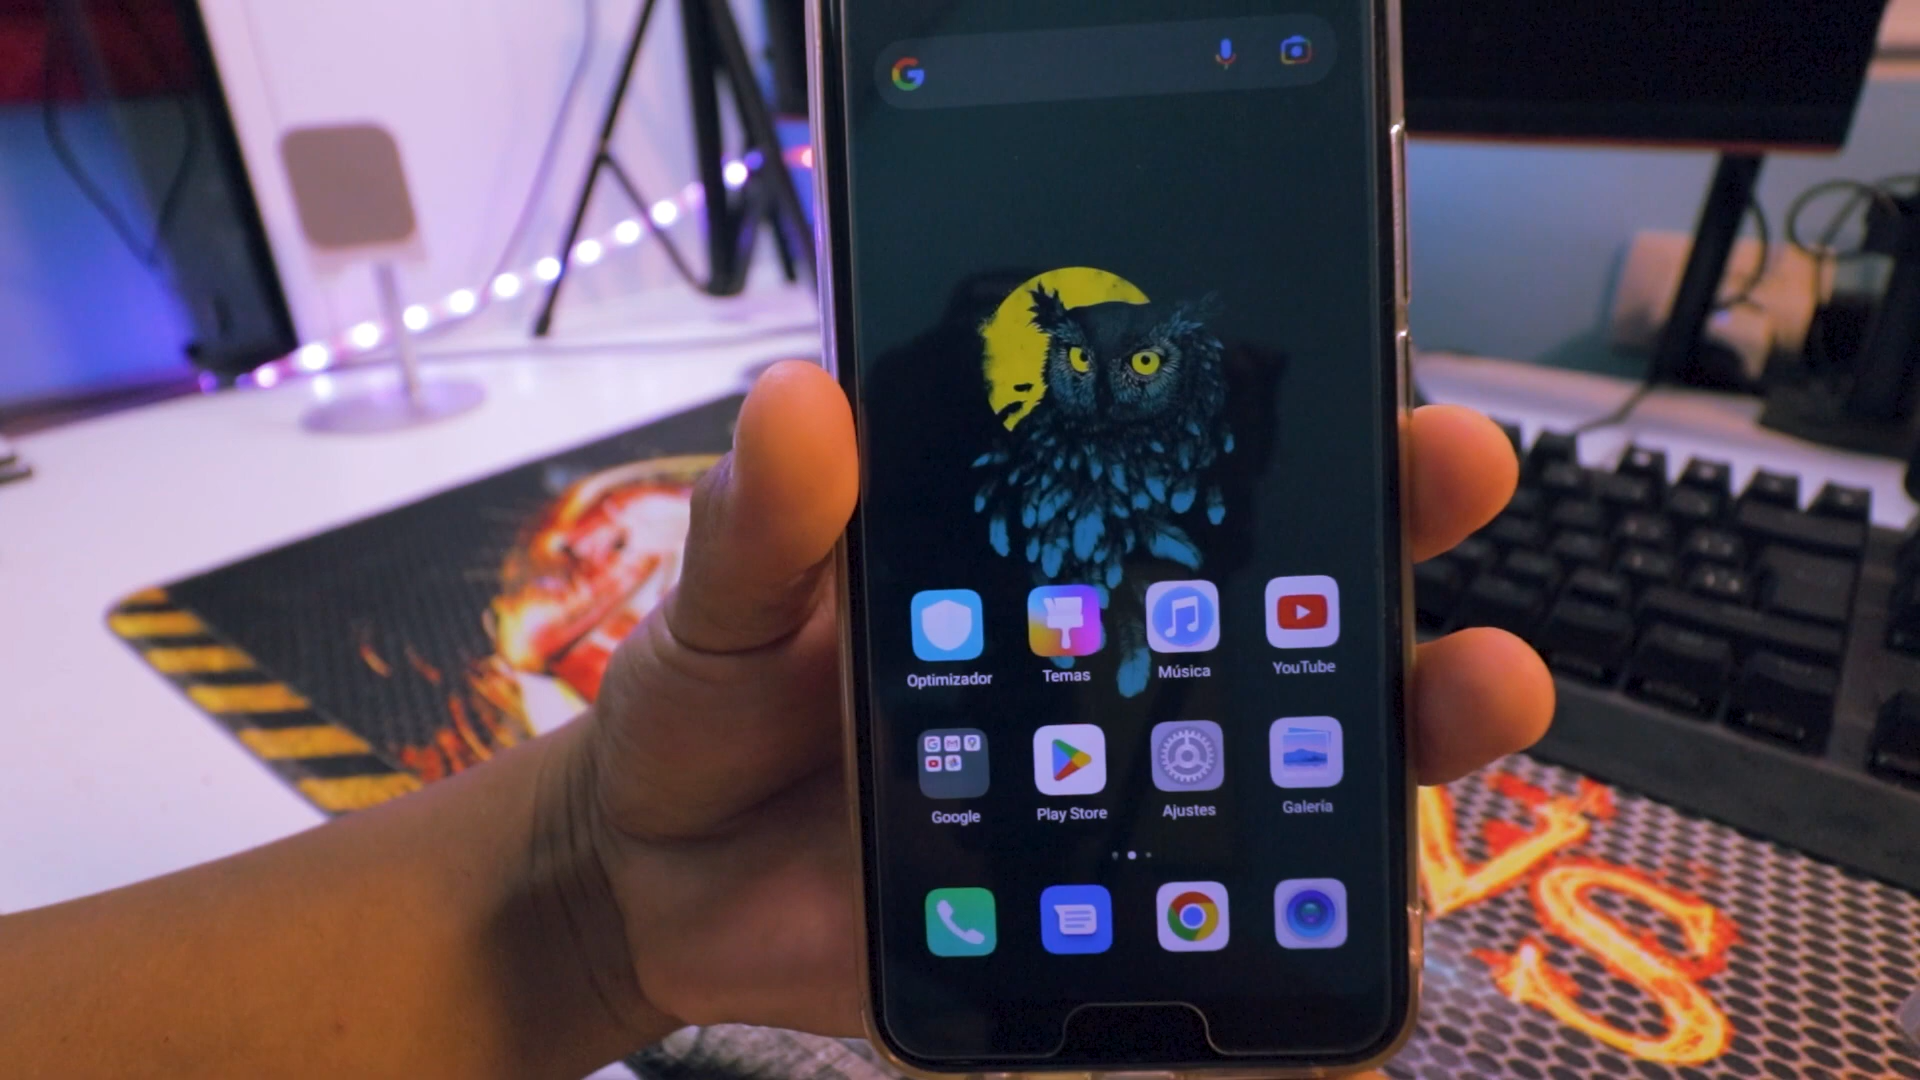 Optimizador
Temas
Música
YouTube
Google
Play Store
Ajustes
Galería